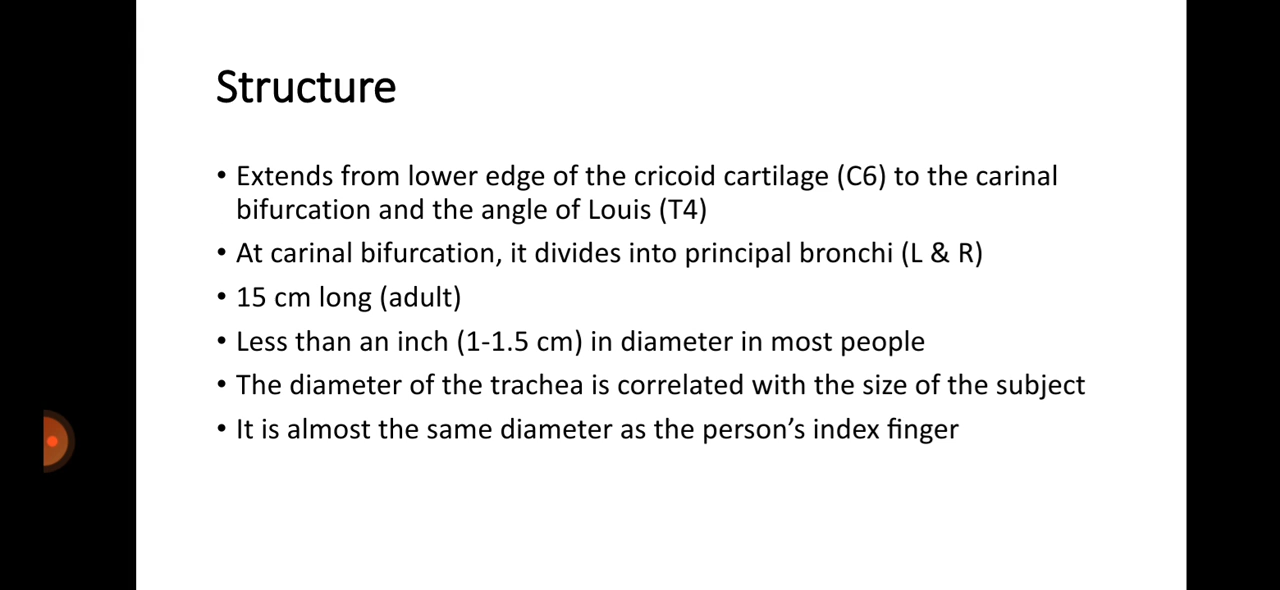 Structure
• Extends from lower edge of the cricoid cartilage (C6) to the carinal
bifurcation and the angle of Louis (T4)
• At carinal bifurcation, it divides into principal bronchi (L & R)
• 15 cm long (adult)
• Less than an inch (1-1.5 cm) in diameter in most people
• The diameter of the trachea is correlated with the size of the subject
• It is almost the same diameter as the person’s index finger